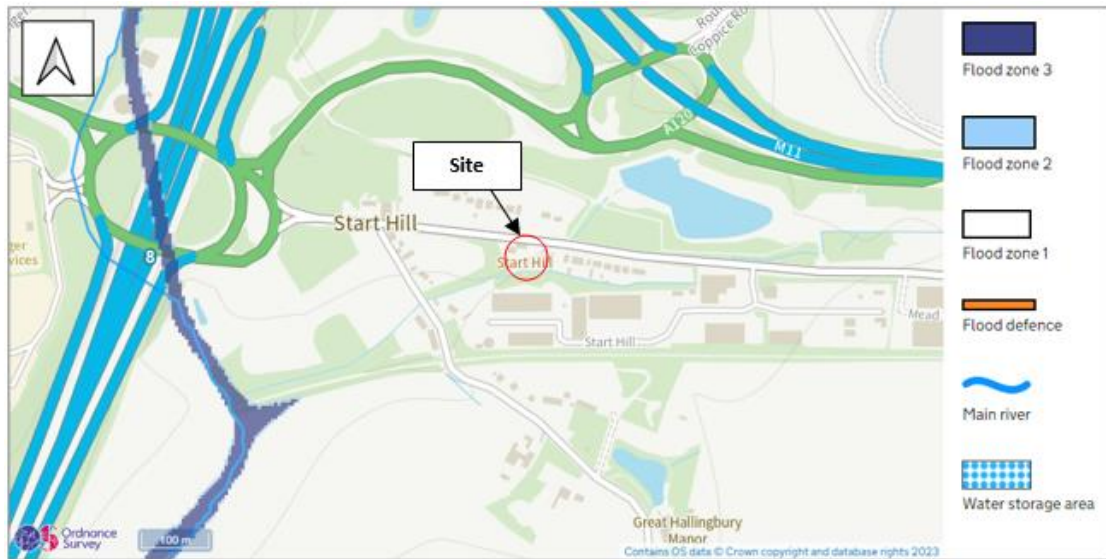 Coppice Ro
A120
M11
Site
Start Hill
Start Hill
8
Start Hill
Mead
Great Hallingbury
Manor
Ordnance
Survey
100 m
Contains OS data © Crown copyright and database rights 2023
Flood zone 3
Flood zone 2
Flood zone 1
Flood defence
Main river
Water storage area